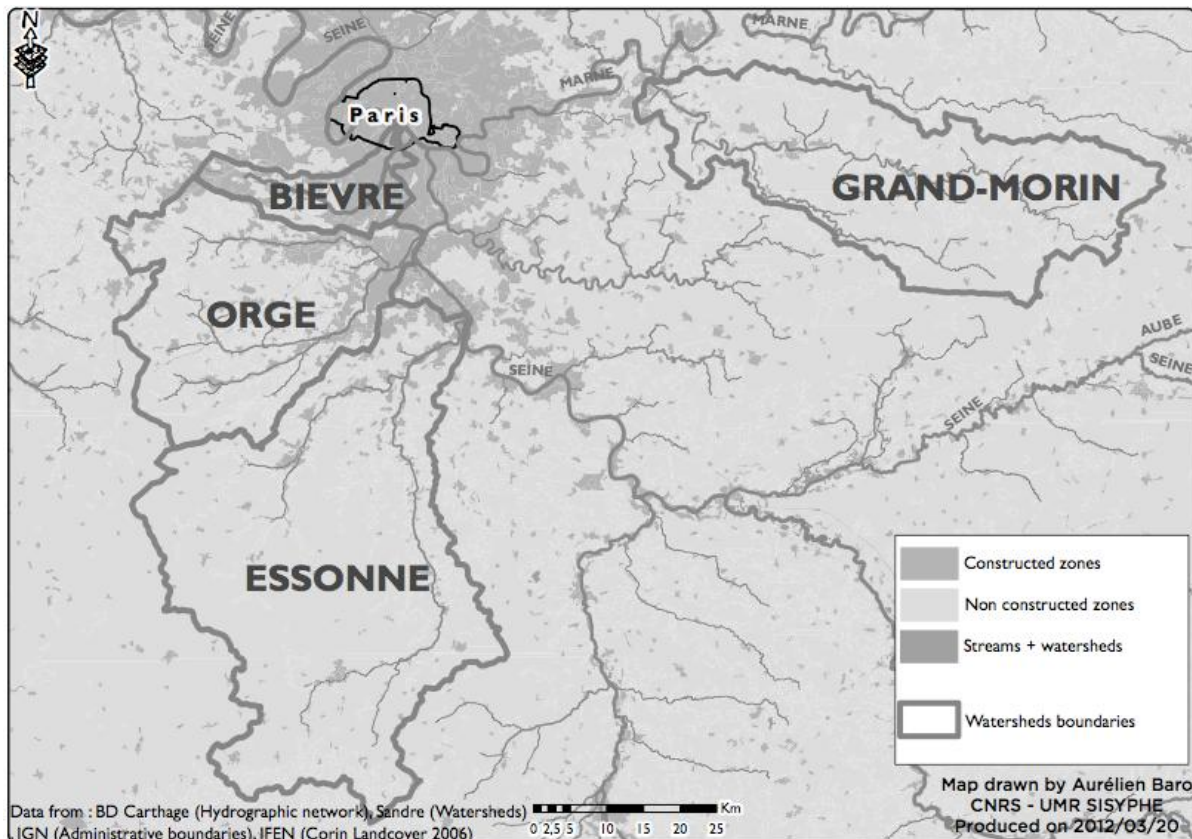 N
SEINE
SEINE
MARNE
MARNE
Paris
BIEVRE
GRAND-MORIN
ORGE
AUBE
SEINE
SEINE
SEINE
ESSONNE
Constructed zones
Non constructed zones
Streams + watersheds
Watersheds boundaries
Data from : BD Carthage (Hydrographic network), Sandre (Watersheds)
IGN (Administrative boundaries), IFEN (Corin Landcover 2006)
Km
0 2,5 5 10 15 20 25
Map drawn by Aurélien Baro
CNRS - UMR SISYPHE
Produced on 2012/03/20